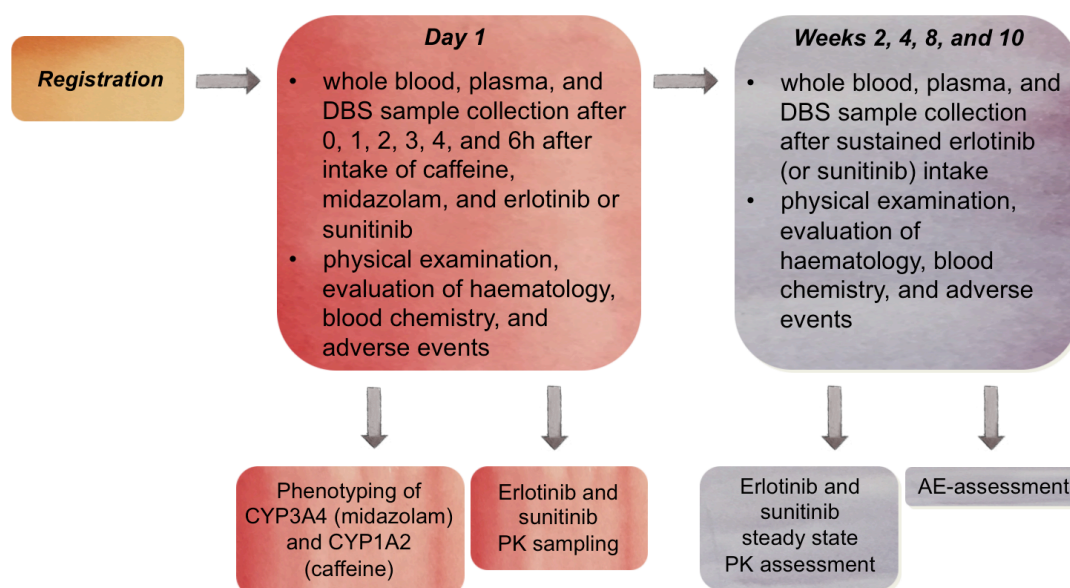 Registration
Day 1
• whole blood, plasma, and
DBS sample collection after
0, 1, 2, 3, 4, and 6h after
intake of caffeine,
midazolam, and erlotinib or
sunitinib
• physical examination,
evaluation of haematology,
blood chemistry, and
adverse events
Weeks 2, 4, 8, and 10
• whole blood, plasma, and
DBS sample collection
after sustained erlotinib
(or sunitinib) intake
• physical examination,
evaluation of
haematology, blood
chemistry, and adverse
events
Phenotyping of
CYP3A4 (midazolam)
and CYP1A2
(caffeine)
Erlotinib and
sunitinib
PK sampling
Erlotinib and
sunitinib
steady state
PK assessment
AE-assessment